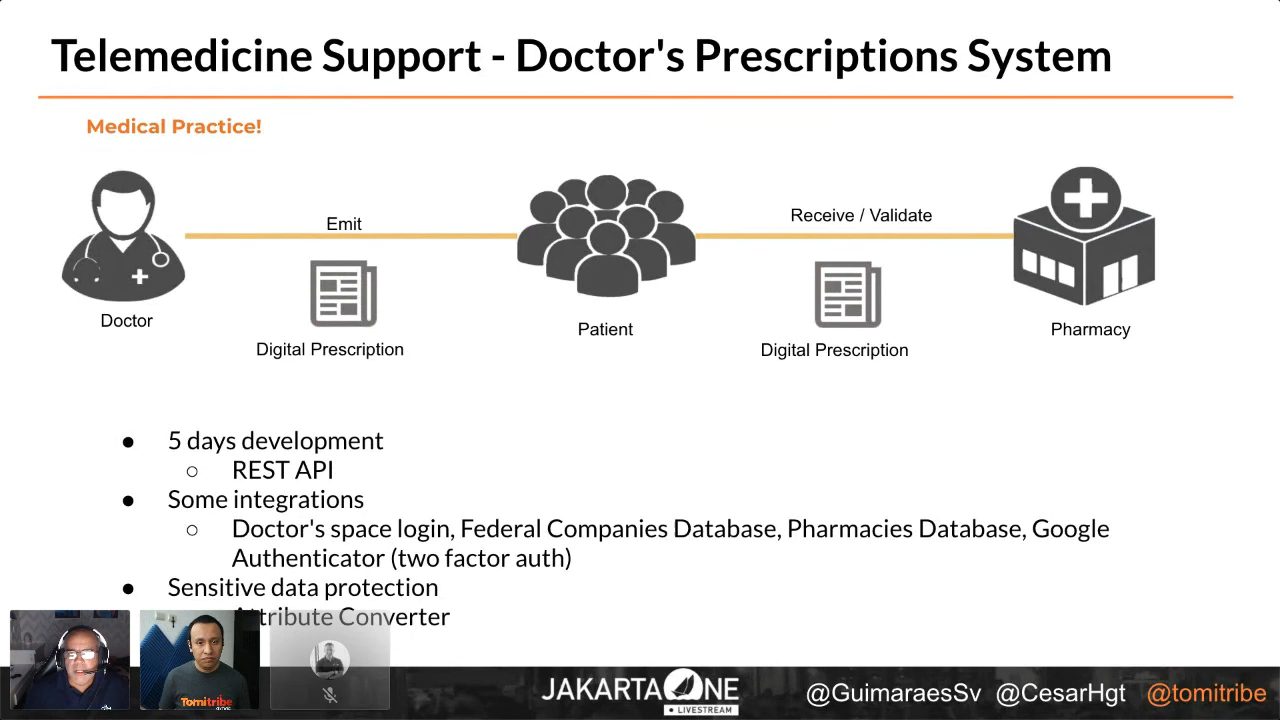 Telemedicine Support - Doctor's Prescriptions System
Medical Practice!
Emit
Receive / Validate
Doctor
Digital Prescription
Patient
Digital Prescription
Pharmacy
● 5 days development
○ REST API
● Some integrations
○ Doctor's space login, Federal Companies Database, Pharmacies Database, Google
Authenticator (two factor auth)
● Sensitive data protection
Attribute Converter
Tomitribe
JAKARTA ONE
LIVESTREAM
@GuimaraesSv @CesarHgt @tomitribe